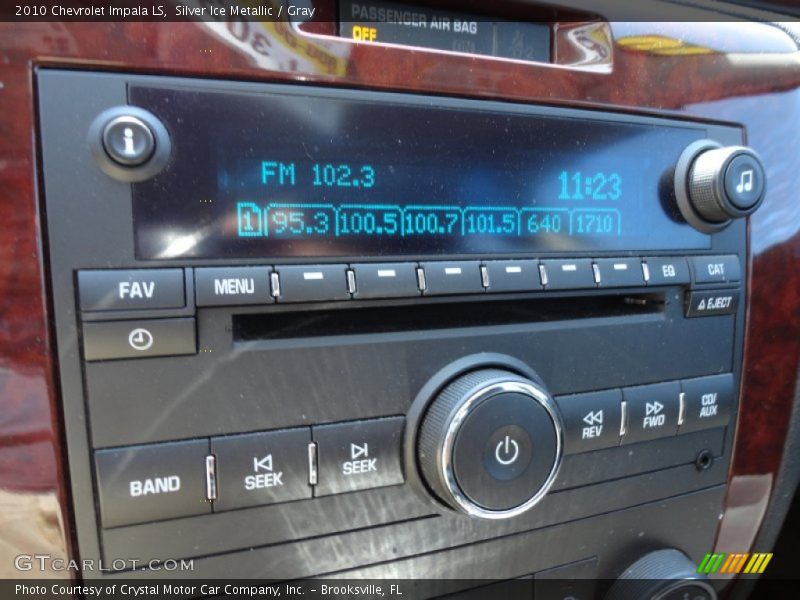 2010 Chevrolet Impala LS, Silver Ice Metallic / Gray
PASSENGER AIR BAG
OFF
i
FM 102.3 11:23
1 95.3 100.5 100.7 101.5 640 1710
FAV MENU EQ CAT
EJECT
BAND SEEK SEEK REV FWD CD/
AUX
GTCarLot.com
Photo Courtesy of Crystal Motor Car Company, Inc. - Brooksville, FL